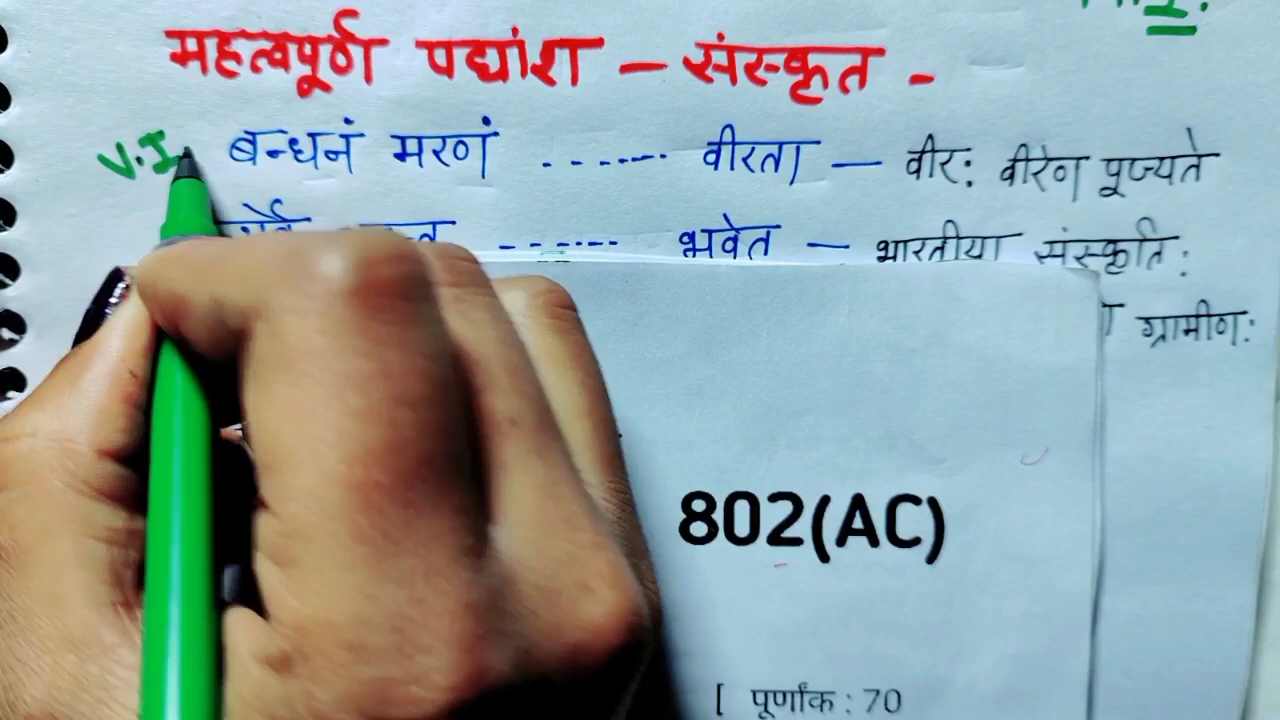 महत्वपूर्ण पद्यांश – संस्कृत -
V.I. बन्धनं मरणं ------- वीरता – वीर: वीरेण पूज्यते
------ भवेत – भारतीया संस्कृति:
ग्रामीण:
802(AC)
[ पूर्णांक : 70